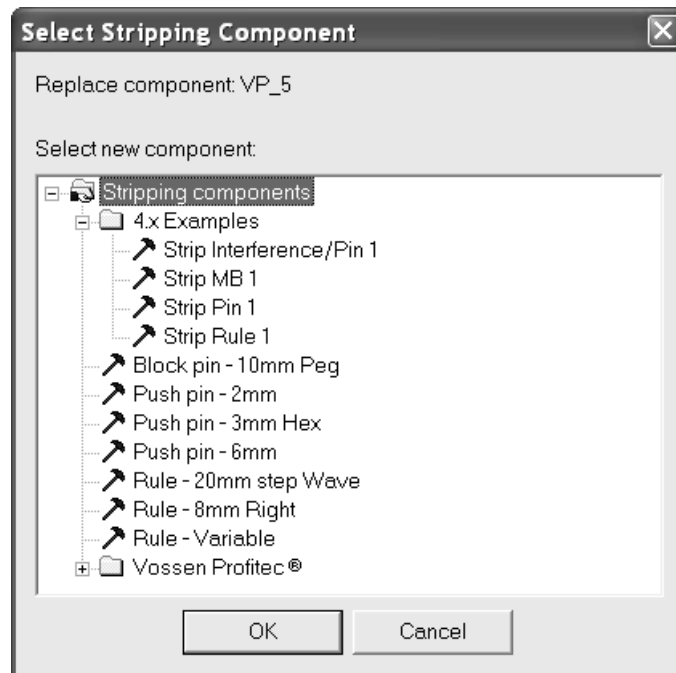 Select Stripping Component
Replace component: VP_5
Select new component:
Stripping components
4.x Examples
Strip Interference/Pin 1
Strip MB 1
Strip Pin 1
Strip Rule 1
Block pin - 10mm Peg
Push pin - 2mm
Push pin - 3mm Hex
Push pin - 6mm
Rule - 20mm step Wave
Rule - 8mm Right
Rule - Variable
Vossen Profitec®
OK Cancel